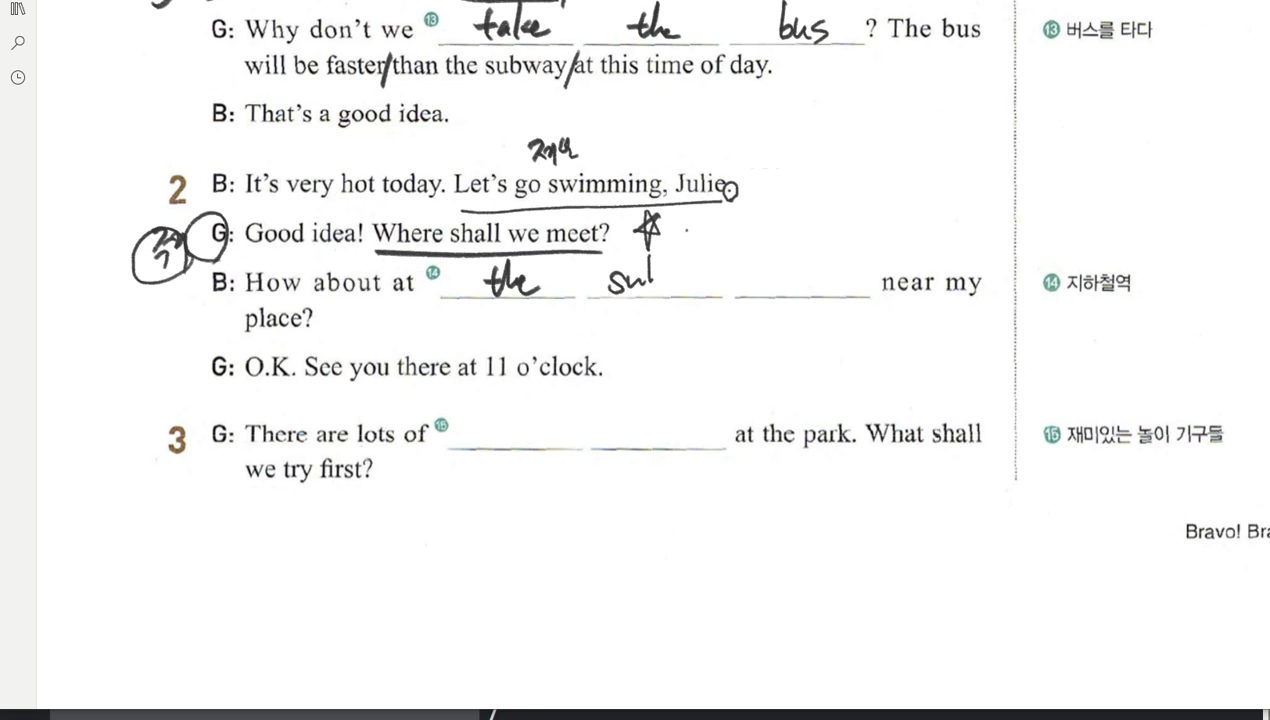 G: Why don't we ⑬ take the bus ? The bus ⑬ 버스를 타다
will be faster/than the subway/at this time of day.
B: That's a good idea.
제안
2 B: It's very hot today. Let's go swimming, Julie.
G: Good idea! Where shall we meet?
B: How about at ⑭ the sub near my ⑭ 지하철역
place?
G: O.K. See you there at 11 o'clock.
3 G: There are lots of ⑮ at the park. What shall ⑮ 재미있는 놀이 기구들
we try first?
Bravo! Bra